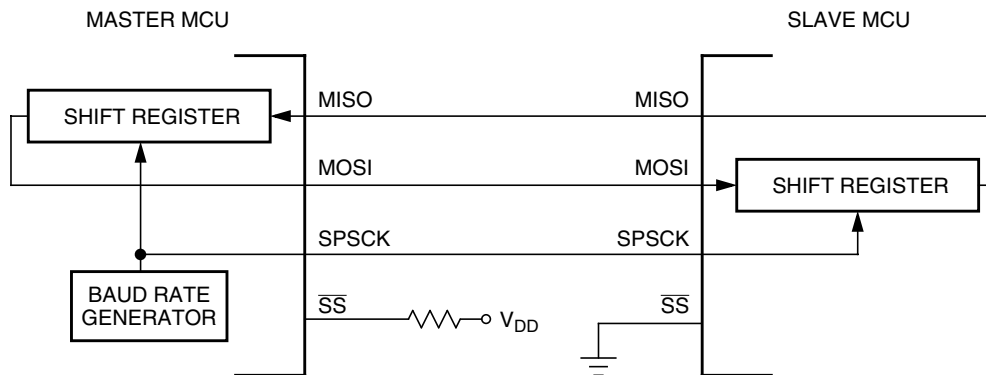 MASTER MCU
SLAVE MCU
SHIFT REGISTER
MISO
MISO
MOSI
MOSI
SHIFT REGISTER
SPSCK
SPSCK
BAUD RATE
GENERATOR
SS
VDD
SS